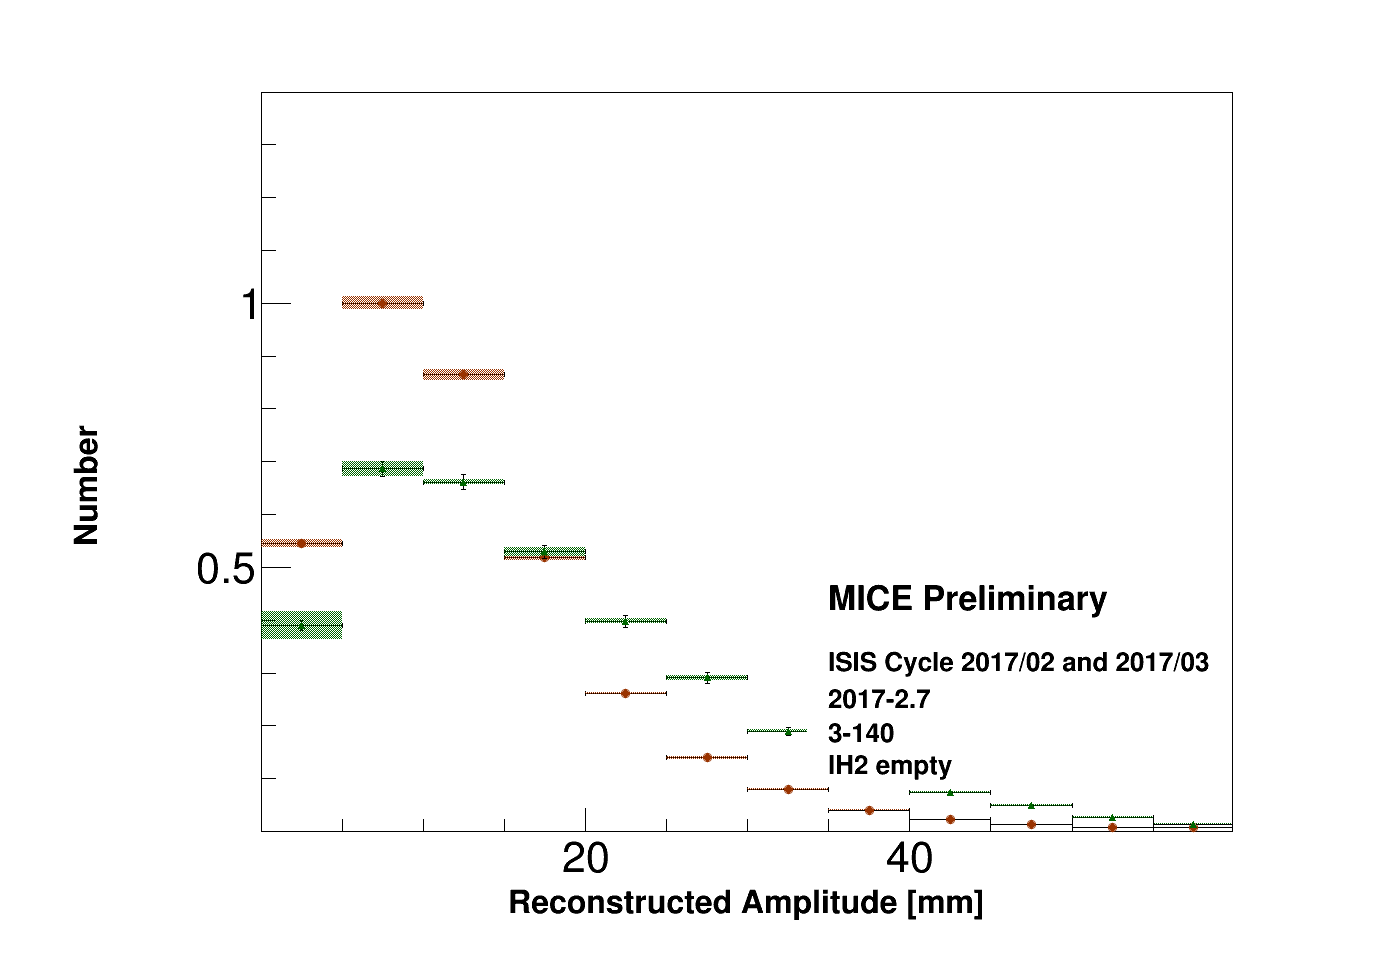 1
0.5
Number
MICE Preliminary
ISIS Cycle 2017/02 and 2017/03
2017-2.7
3-140
lH2 empty
20
40
Reconstructed Amplitude [mm]